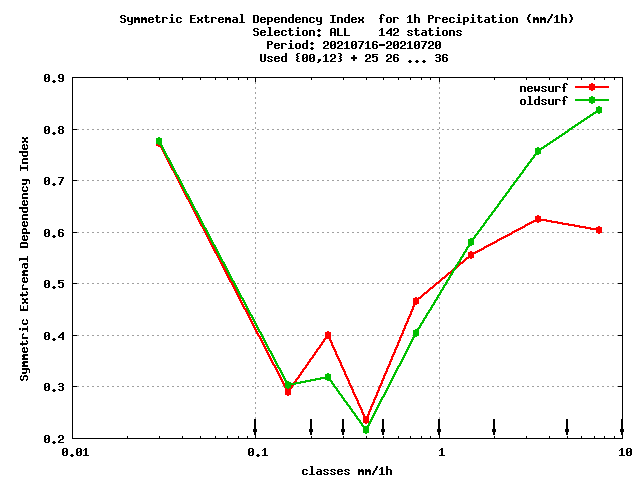 Symmetric Extremal Dependency Index  for 1h Precipitation (mm/1h)
Selection: ALL    142 stations
Period: 20210716-20210720
Used {00,12} + 25 26 ... 36
newsurf
oldsurf
Symmetric Extremal Dependency Index
0.9
0.8
0.7
0.6
0.5
0.4
0.3
0.2
0.01
0.1
1
10
classes mm/1h